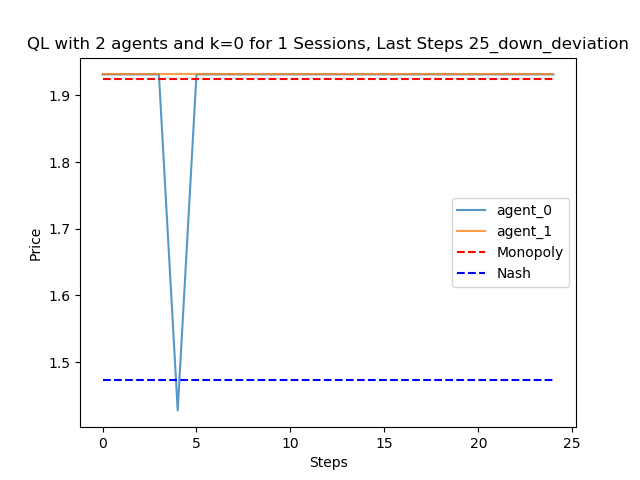 QL with 2 agents and k=0 for 1 Sessions, Last Steps 25_down_deviation
1.9
1.8
1.7
1.6
1.5
Price
agent_0
agent_1
Monopoly
Nash
0
5
10
15
20
25
Steps